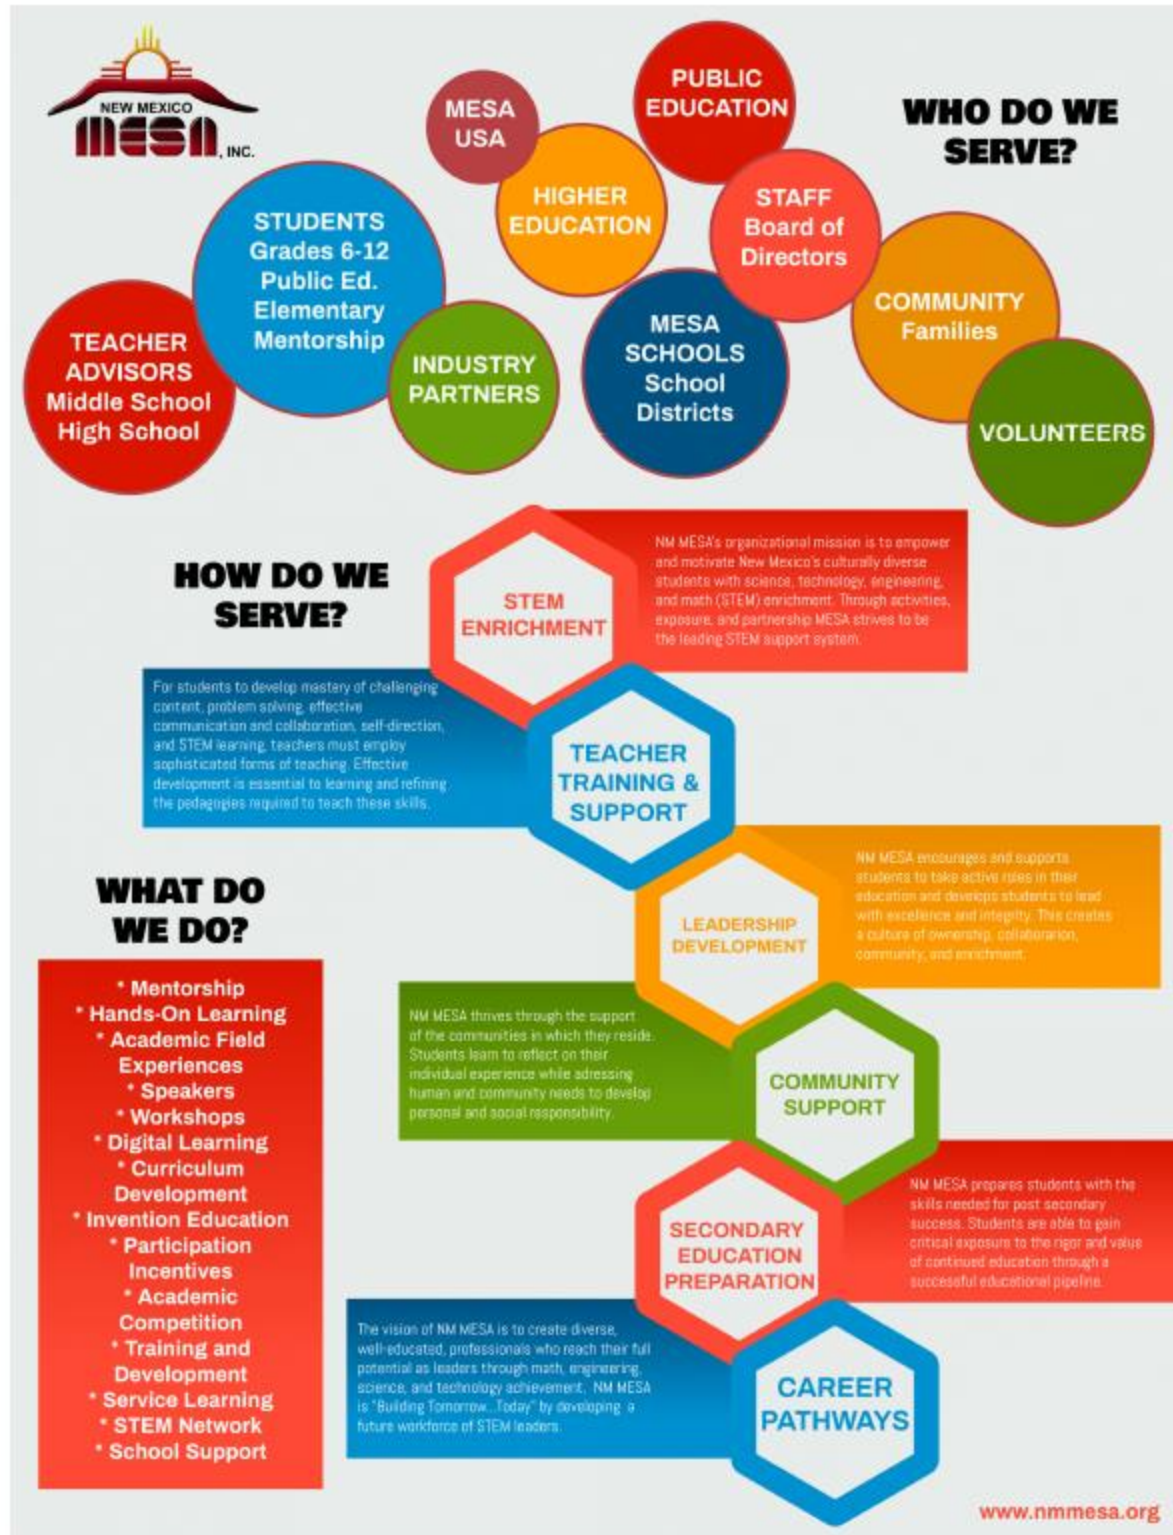 NEW MEXICO
MESA, INC.
WHO DO WE
SERVE?
MESA
USA
PUBLIC
EDUCATION
HIGHER
EDUCATION
STAFF
Board of
Directors
STUDENTS
Grades 6-12
Public Ed.
Elementary
Mentorship
COMMUNITY
Families
TEACHER
ADVISORS
Middle School
High School
INDUSTRY
PARTNERS
MESA
SCHOOLS
School
Districts
VOLUNTEERS
HOW DO WE
SERVE?
STEM
ENRICHMENT
NM MESA's organizational mission is to empower
and motivate New Mexico's culturally diverse
students with science, technology, engineering,
and math (STEM) enrichment. Through activities,
exposure, and partnership MESA strives to be
the leading STEM support system.
For students to develop mastery of challenging
content, problem solving, effective
communication and collaboration, self-direction,
and STEM learning, teachers must employ
sophisticated forms of teaching. Effective
development is essential to learning and refining
the pedagogies required to teach these skills.
TEACHER
TRAINING &
SUPPORT
LEADERSHIP
DEVELOPMENT
NM MESA encourages and supports
students to take active roles in their
education and develops students to lead
with excellence and integrity. This creates
a culture of ownership, collaborarion,
community, and enrichment.
NM MESA thrives through the support
of the communities in which they reside.
Students learn to reflect on their
individual experience while adressing
human and community needs to develop
personal and social responsibility.
COMMUNITY
SUPPORT
SECONDARY
EDUCATION
PREPARATION
NM MESA prepares students with the
skills needed for post secondary
success. Students are able to gain
critical exposure to the rigor and value
of continued education through a
successful educational pipeline.
The vision of NM MESA is to create diverse,
well-educated, professionals who reach their full
potential as leaders through math, engineering,
science, and technology achievement. NM MESA
is "Building Tomorrow...Today" by developing a
future workforce of STEM leaders.
CAREER
PATHWAYS
WHAT DO
WE DO?
* Mentorship
* Hands-On Learning
* Academic Field
Experiences
* Speakers
* Workshops
* Digital Learning
* Curriculum
Development
* Invention Education
* Participation
Incentives
* Academic
Competition
* Training and
Development
* Service Learning
* STEM Network
* School Support
www.nmmesa.org